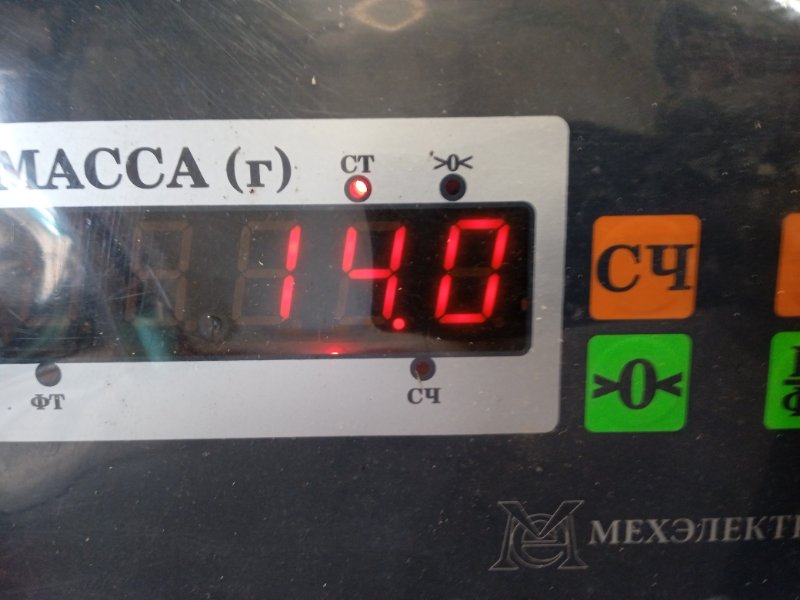 МАССА (г)
СТ
>0<
14.0
СЧ
ФТ
СЧ
>0<
МЕХЭЛЕКТ